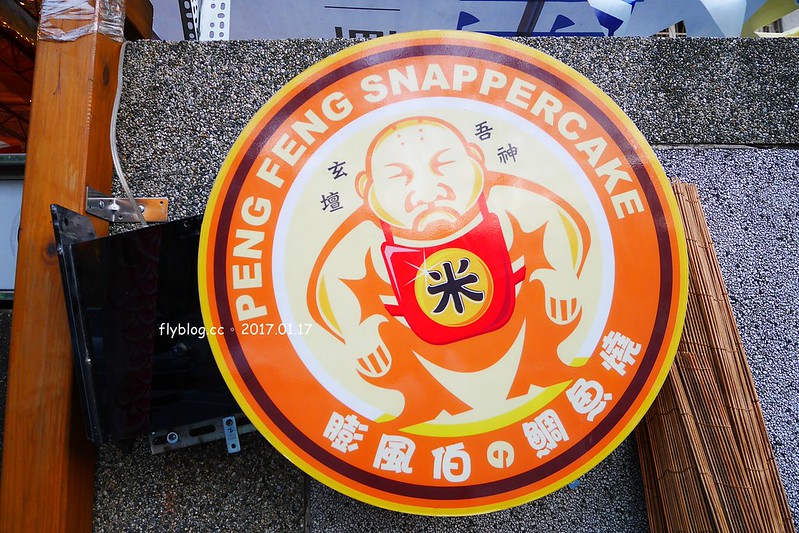 PENG FENG SNAPPERCAKE
玄壇
吾神
米
膨風伯の鯛魚燒
flyblog.cc。2017.01.17